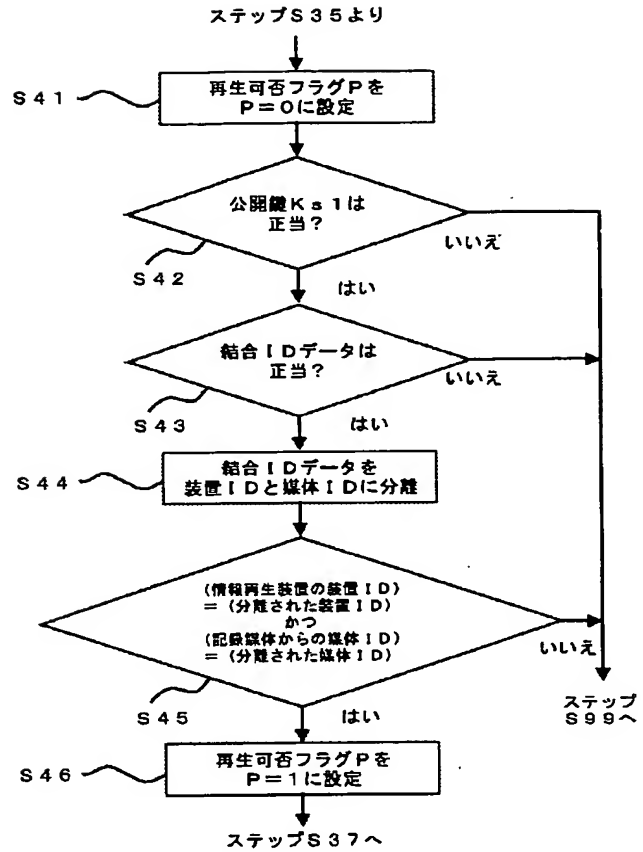 ステップS35より
S41
再生可否フラグPを
P=0に設定
公開鍵Ks1は
正当?
いいえ
S42
はい
結合IDデータは
正当?
いいえ
S43
はい
S44
結合IDデータを
装置IDと媒体IDに分離
(情報再生装置の装置ID)
=(分離された装置ID)
かつ
(記録媒体からの媒体ID)
=(分離された媒体ID)
いいえ
S45
はい
ステップ
S99へ
S46
再生可否フラグPを
P=1に設定
ステップS37へ